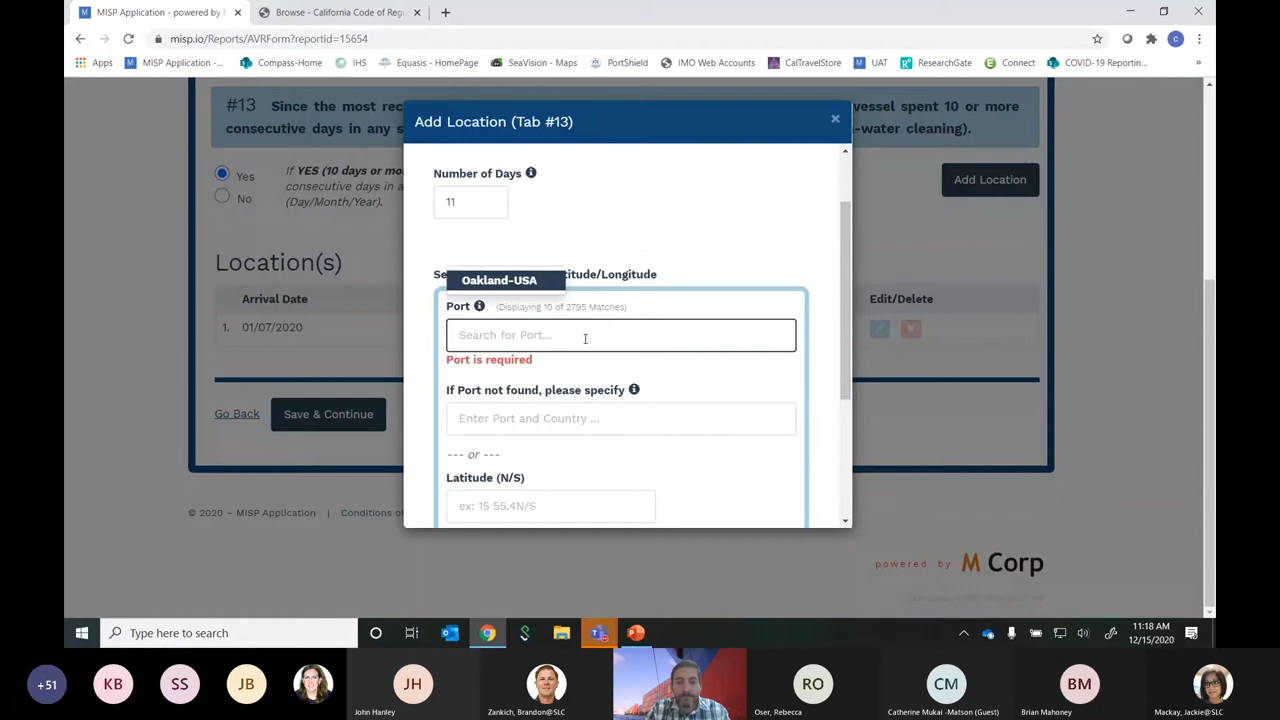 MISP Application - powered by M
Browse - California Code of Regu
misp.io/Reports/AVRForm?reportid=15654
C
Apps
MISP Application -...
Compass-Home
IHS
Equasis - HomePage
SeaVision - Maps
PortShield
IMO Web Accounts
CalTravelStore
UAT
ResearchGate
Connect
COVID-19 Reportin...
»
#13 Since the most rec
vessel spent 10 or more
consecutive days in any s
-water cleaning).
Add Location (Tab #13)
×
Yes
If YES (10 days or mo
consecutive days in a
No
(Day/Month/Year).
Add Location
Number of Days
11
Location(s)
Se
titude/Longitude
Oakland-USA
Arrival Date
Edit/Delete
Port
(Displaying 10 of 2795 Matches)
1. 01/07/2020
Search for Port...
Port is required
If Port not found, please specify
Go Back
Save & Continue
Enter Port and Country ...
--- or ---
Latitude (N/S)
ex: 15 55.4N/S
© 2020 – MISP Application | Conditions of
powered by M Corp
Type here to search
11:18 AM
12/15/2020
+51
KB
SS
JB
JH
RO
CM
BM
John Hanley
Zankich, Brandon@SLC
Oser, Rebecca
Catherine Mukai -Matson (Guest)
Brian Mahoney
Mackay, Jackie@SLC